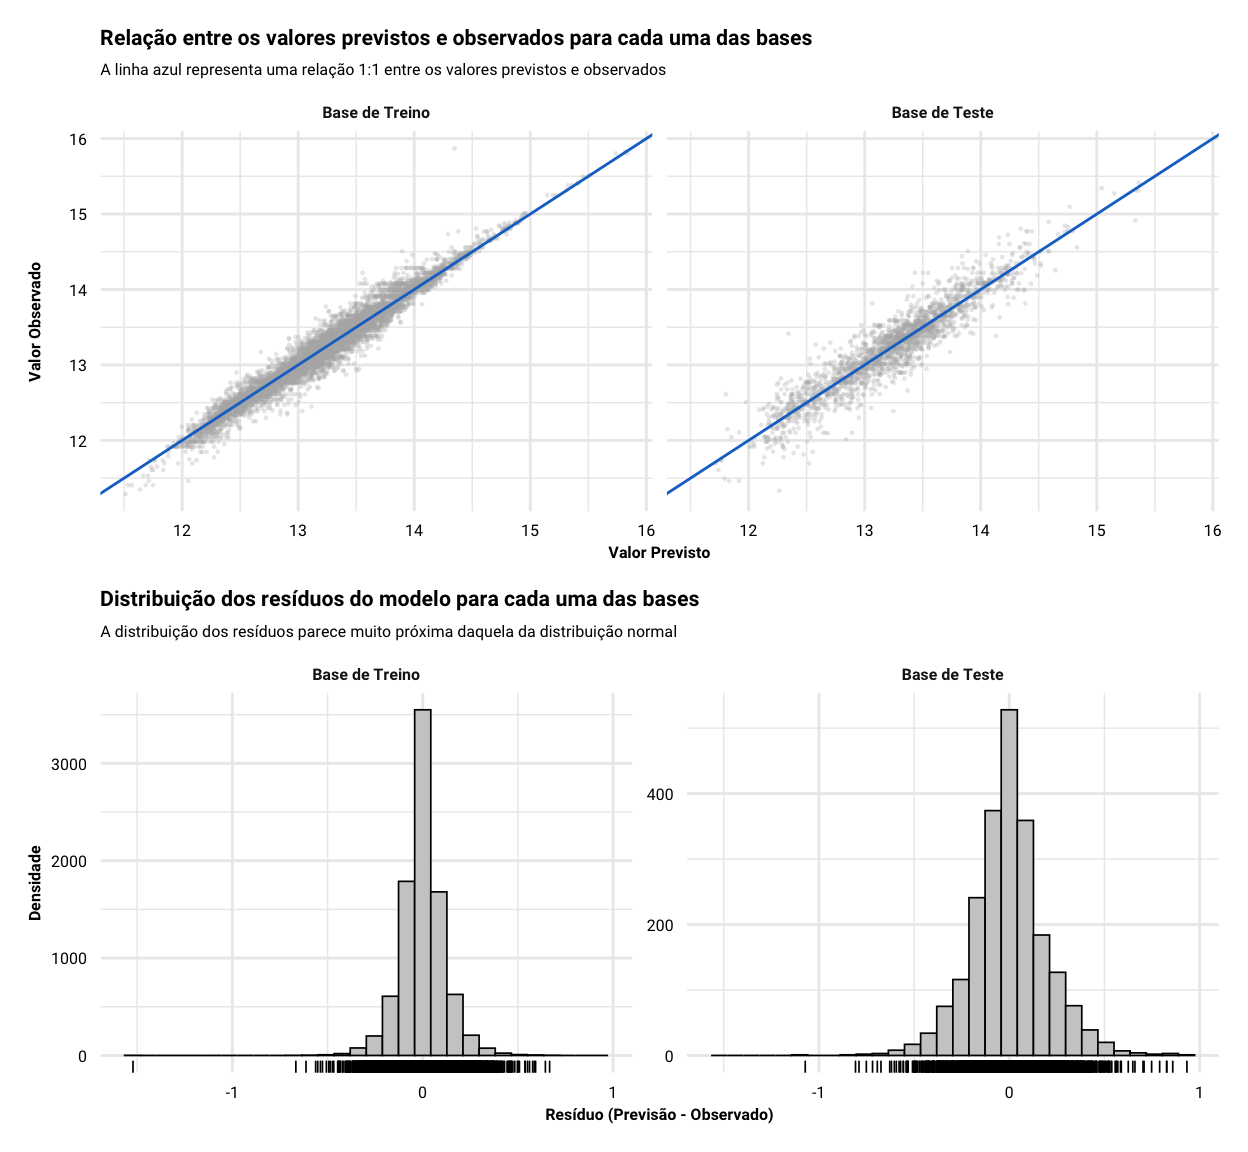 Relação entre os valores previstos e observados para cada uma das bases
A linha azul representa uma relação 1:1 entre os valores previstos e observados
Base de Treino
Base de Teste
Valor Observado
16
15
14
13
12
12 13 14 15 16
12 13 14 15 16
Valor Previsto
Distribuição dos resíduos do modelo para cada uma das bases
A distribuição dos resíduos parece muito próxima daquela da distribuição normal
Base de Treino
Base de Teste
Densidade
3000
2000
1000
0
400
200
0
-1 0 1
-1 0 1
Resíduo (Previsão - Observado)